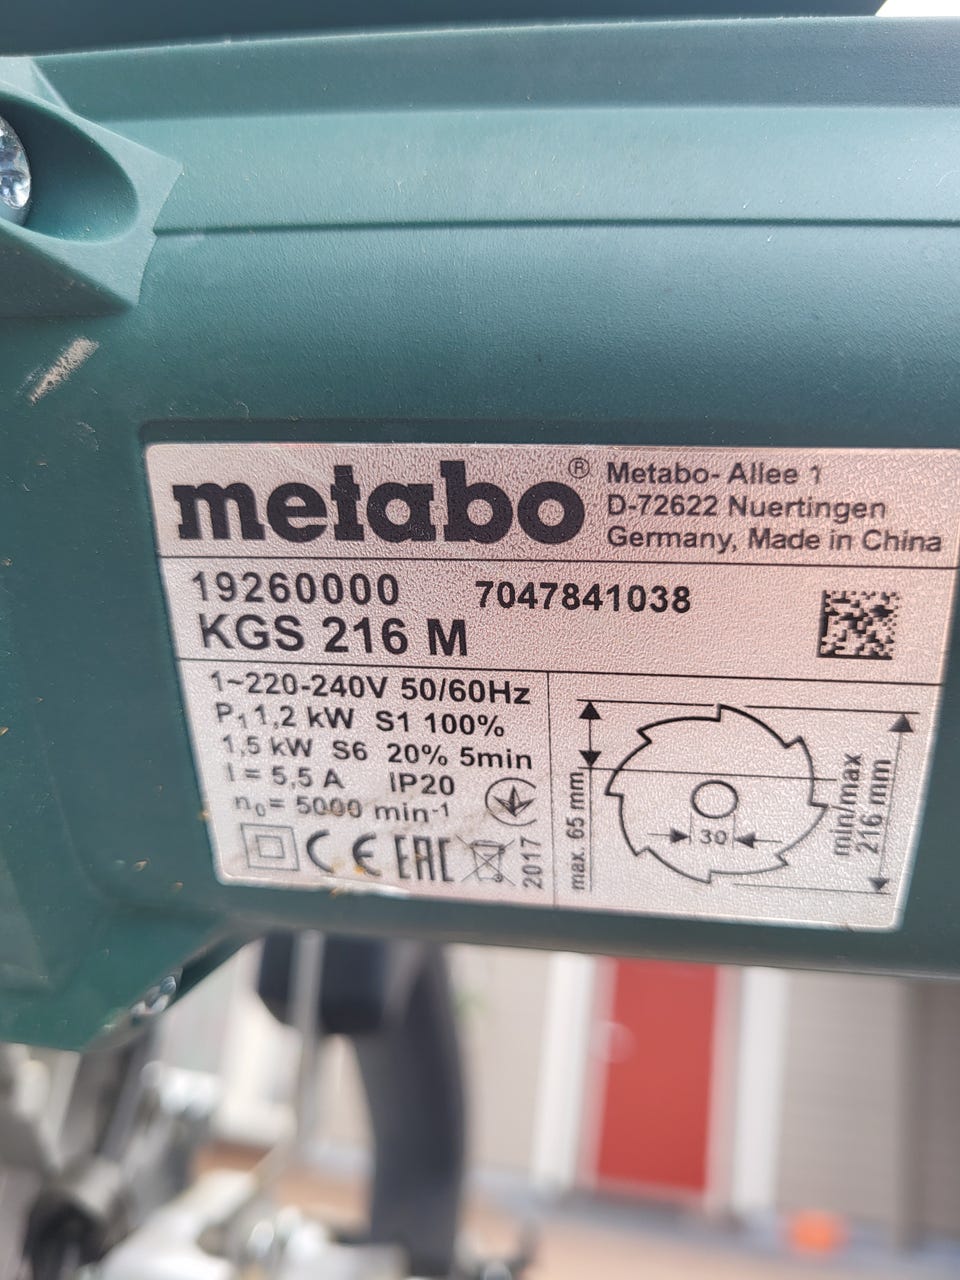 metabo®
Metabo- Allee 1
D-72622 Nuertingen
Germany, Made in China
19260000 7047841038
KGS 216 M
1~220-240V 50/60Hz
P₁ 1,2 kW S1 100%
1,5 kW S6 20% 5min
I = 5,5 A IP20
n₀= 5000 min⁻¹
CE EAC 2017
max. 65 mm
30
min/max
216 mm